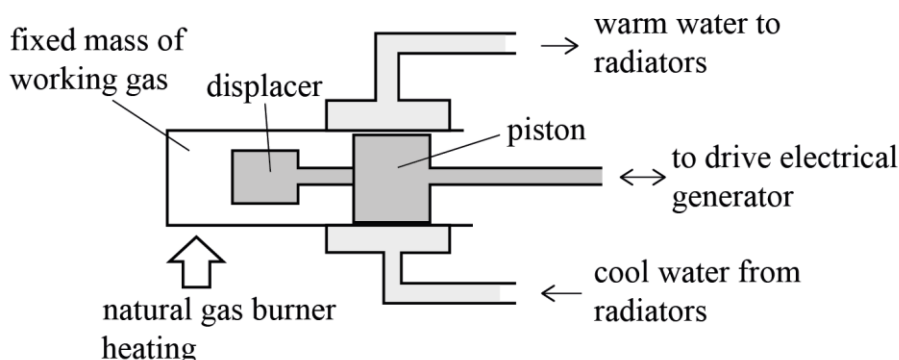 fixed mass of
working gas
displacer
warm water to
radiators
piston
to drive electrical
generator
natural gas burner
heating
cool water from
radiators